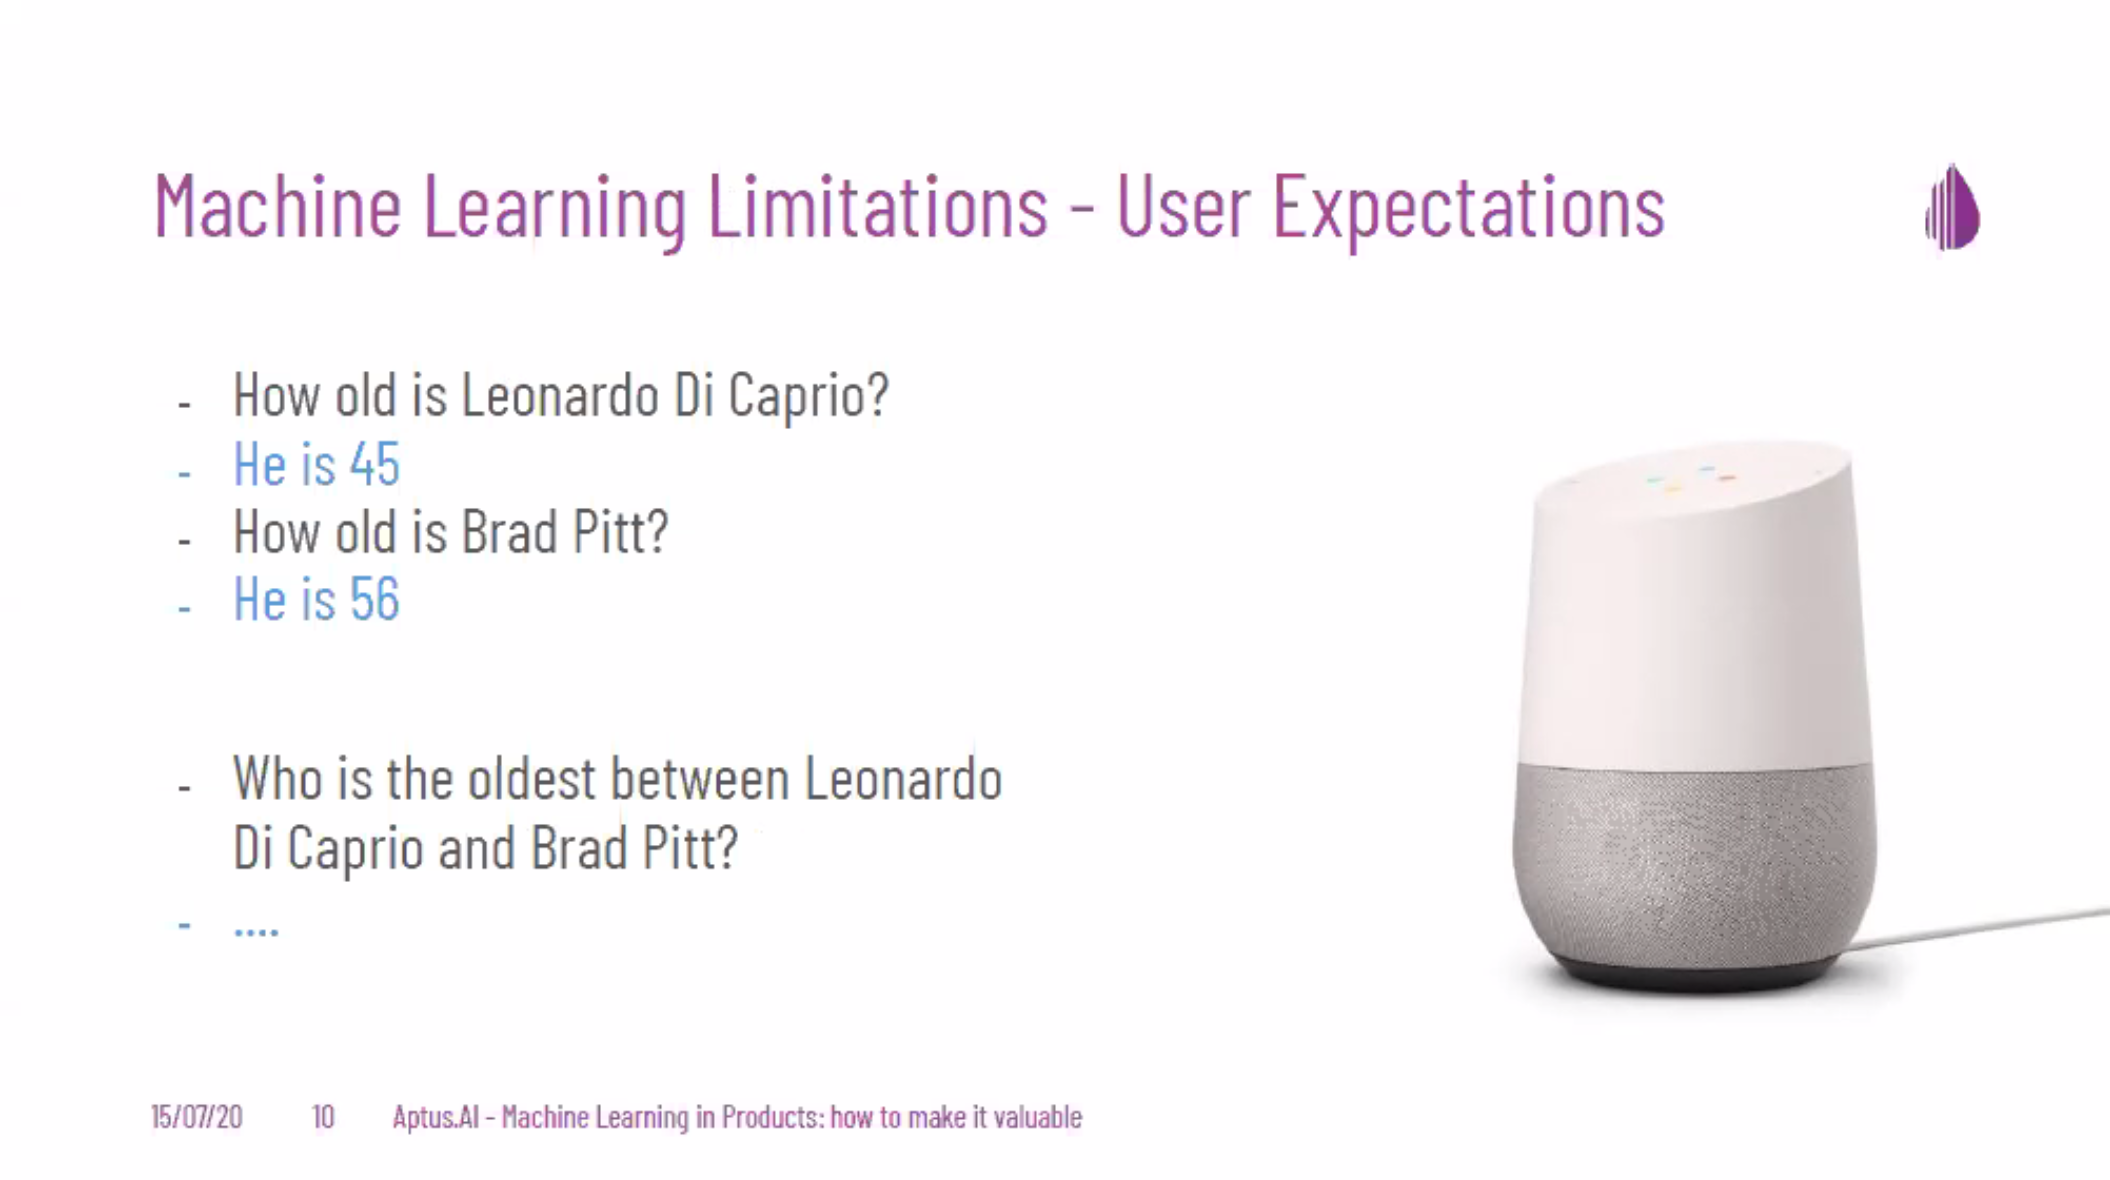 Machine Learning Limitations - User Expectations
- How old is Leonardo Di Caprio?
- He is 45
- How old is Brad Pitt?
- He is 56
- Who is the oldest between Leonardo
Di Caprio and Brad Pitt?
- ....
15/07/20 10 Aptus.AI - Machine Learning in Products: how to make it valuable